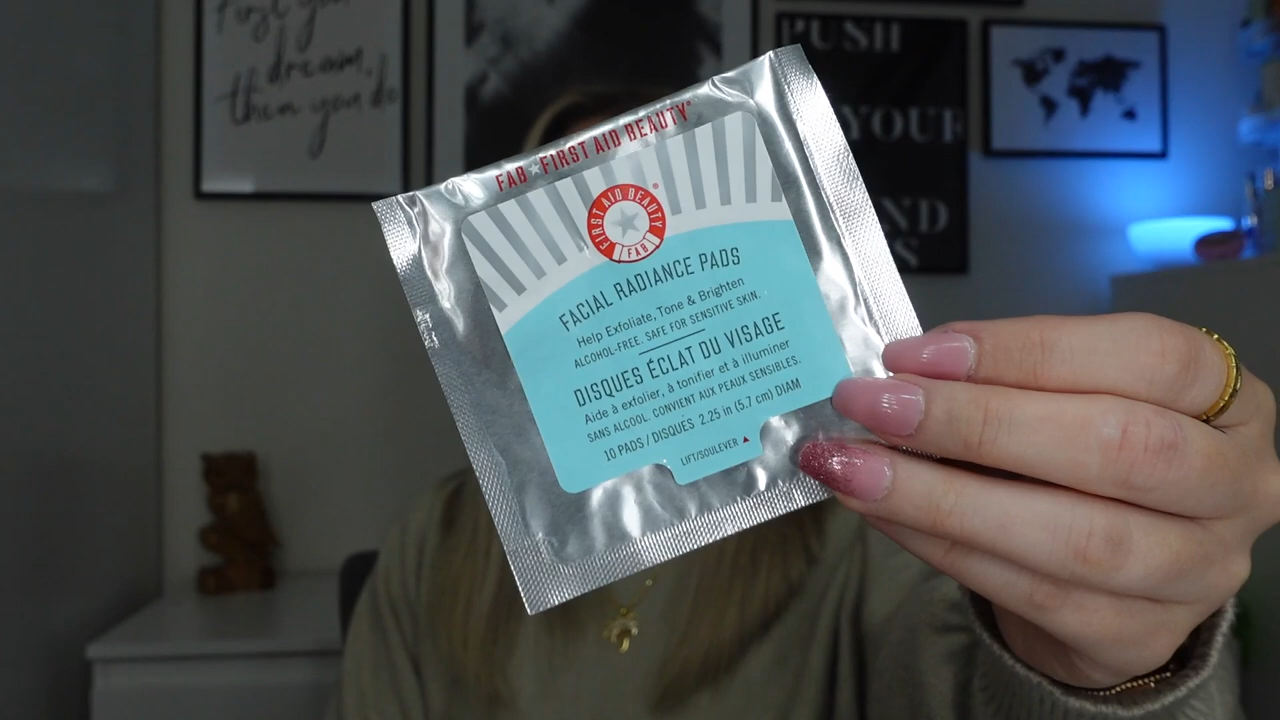 First you
dream,
then you do
PUSH
YOUR
FAB FIRST AID BEAUTY®
FIRST AID BEAUTY
FAB
®
FACIAL RADIANCE PADS
Help Exfoliate, Tone & Brighten
ALCOHOL-FREE. SAFE FOR SENSITIVE SKIN.
DISQUES ÉCLAT DU VISAGE
Aide à exfolier, à tonifier et à illuminer
SANS ALCOOL. CONVIENT AUX PEAUX SENSIBLES.
10 PADS / DISQUES 2.25 in (5.7 cm) DIAM
LIFT/SOULEVER